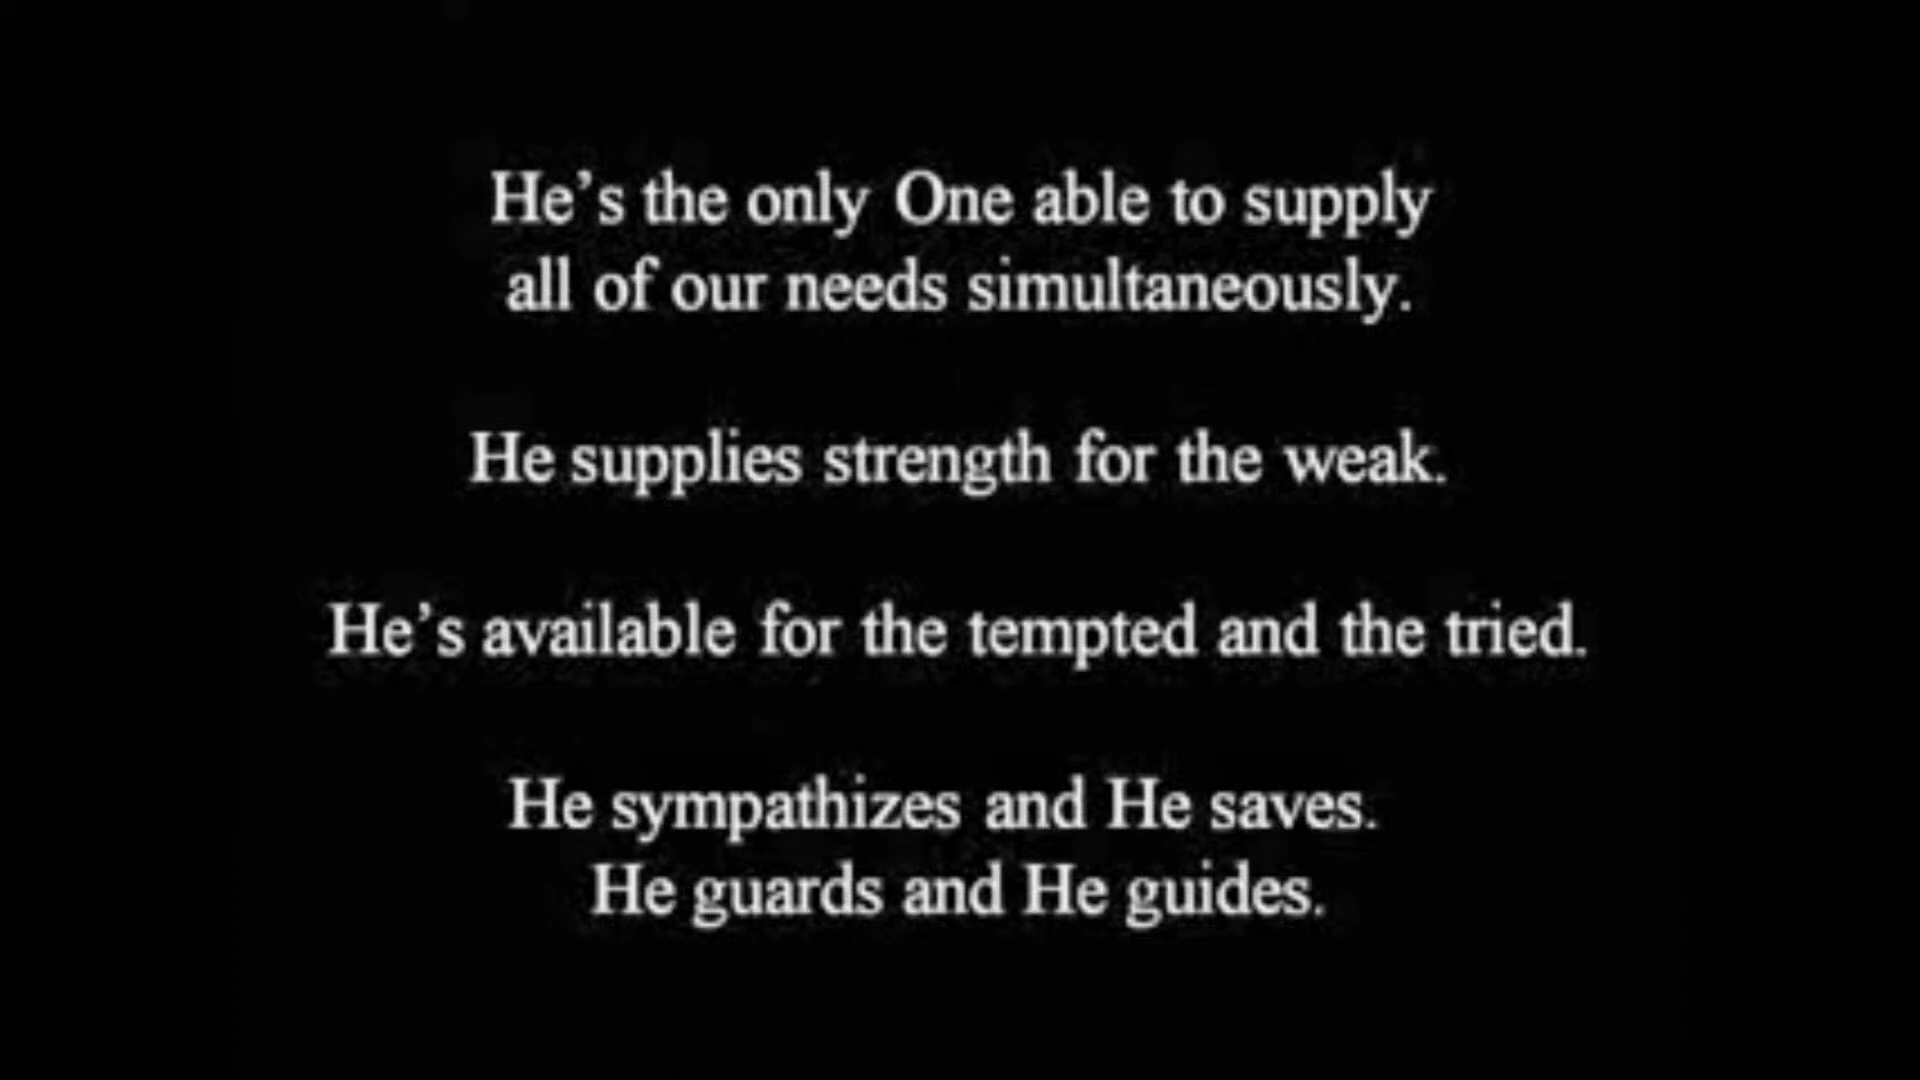 He’s the only One able to supply
all of our needs simultaneously.
He supplies strength for the weak.
He’s available for the tempted and the tried.
He sympathizes and He saves.
He guards and He guides.